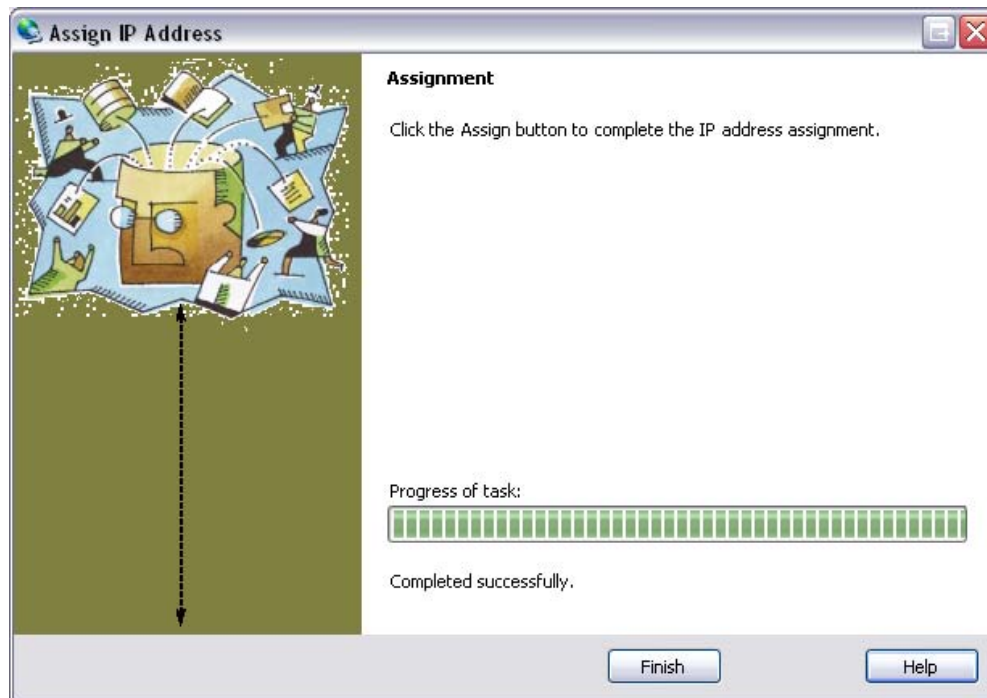 Assign IP Address
Assignment
Click the Assign button to complete the IP address assignment.
Progress of task:
Completed successfully.
Finish
Help